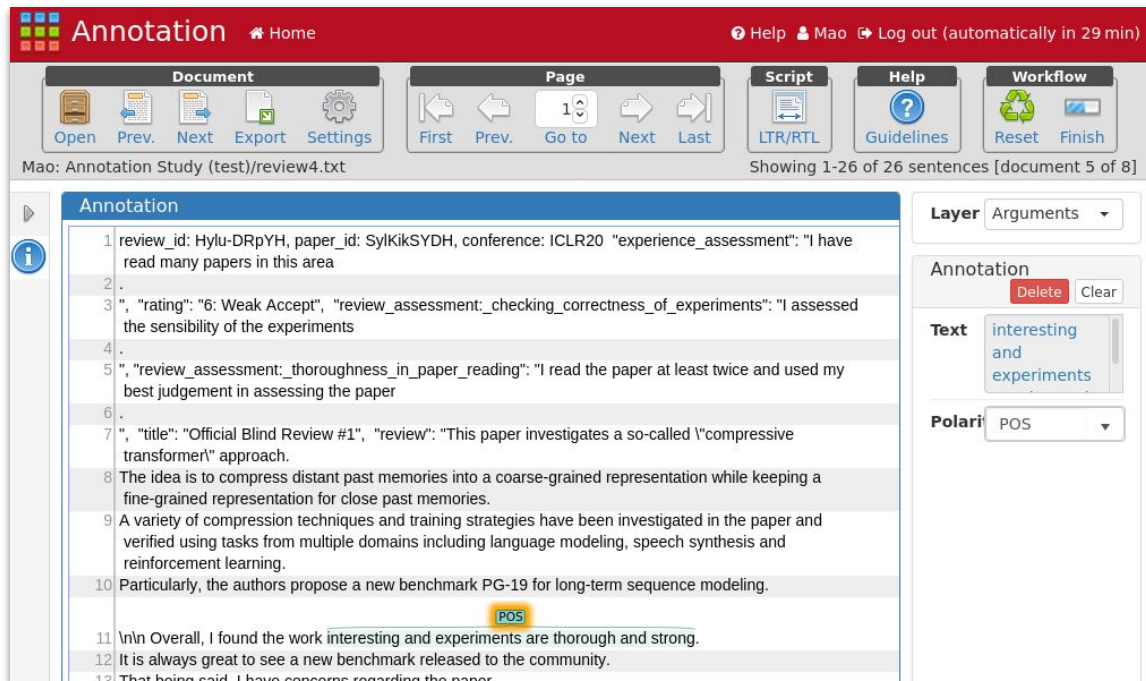 Annotation Home Help Mao Log out (automatically in 29 min)
Document Page Script Help Workflow
Open Prev. Next Export Settings First Prev. 1 Go to Next Last LTR/RTL Guidelines Reset Finish
Mao: Annotation Study (test)/review4.txt Showing 1-26 of 26 sentences [document 5 of 8]
Annotation
1 review_id: Hylu-DRpYH, paper_id: SylKikSYDH, conference: ICLR20 "experience_assessment": "I have
read many papers in this area
2 .
3 ", "rating": "6: Weak Accept", "review_assessment:_checking_correctness_of_experiments": "I assessed
the sensibility of the experiments
4 .
5 ", "review_assessment:_thoroughness_in_paper_reading": "I read the paper at least twice and used my
best judgement in assessing the paper
6 .
7 ", "title": "Official Blind Review #1", "review": "This paper investigates a so-called \"compressive
transformer\" approach.
8 The idea is to compress distant past memories into a coarse-grained representation while keeping a
fine-grained representation for close past memories.
9 A variety of compression techniques and training strategies have been investigated in the paper and
verified using tasks from multiple domains including language modeling, speech synthesis and
reinforcement learning.
10 Particularly, the authors propose a new benchmark PG-19 for long-term sequence modeling.
POS
11 \n\n Overall, I found the work interesting and experiments are thorough and strong.
12 It is always great to see a new benchmark released to the community.
13 That being said, I have concerns regarding the paper
Layer Arguments
Annotation
Delete Clear
Text interesting
and
experiments
Polarit POS